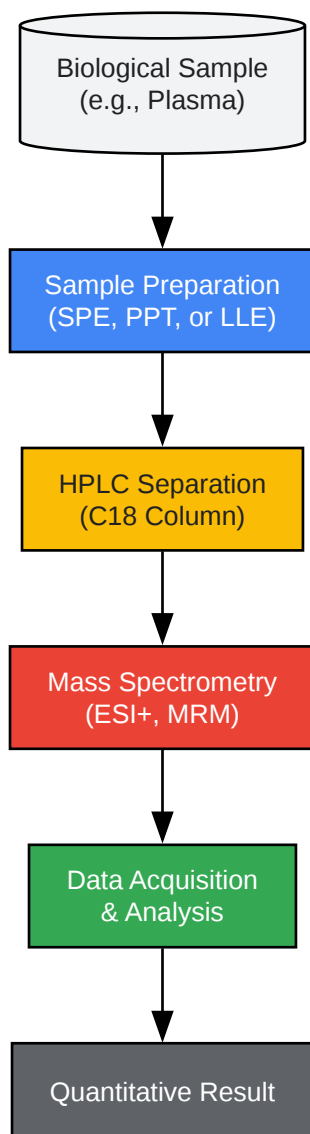 Biological Sample
(e.g., Plasma)
Sample Preparation
(SPE, PPT, or LLE)
HPLC Separation
(C18 Column)
Mass Spectrometry
(ESI+, MRM)
Data Acquisition
& Analysis
Quantitative Result